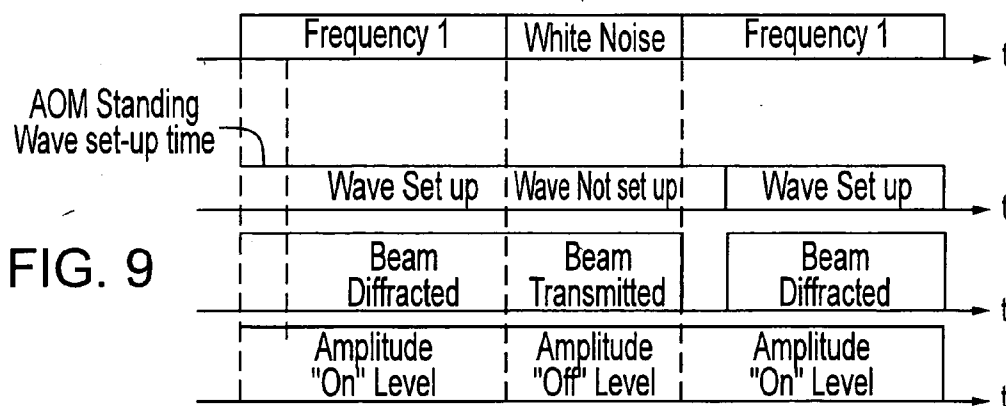 Frequency 1 White Noise Frequency 1
t
AOM Standing
Wave set-up time
Wave Set up Wave Not set up Wave Set up
t
FIG. 9
Beam Beam Beam
Diffracted Transmitted Diffracted
t
Amplitude Amplitude Amplitude
"On" Level "Off" Level "On" Level
t